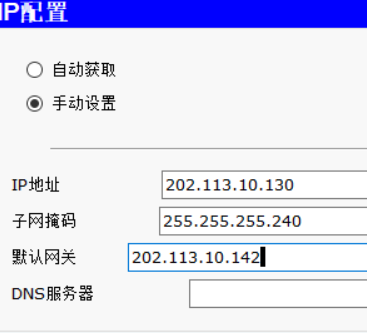 IP配置
自动获取
手动设置
IP地址 202.113.10.130
子网掩码 255.255.255.240
默认网关 202.113.10.142
DNS服务器